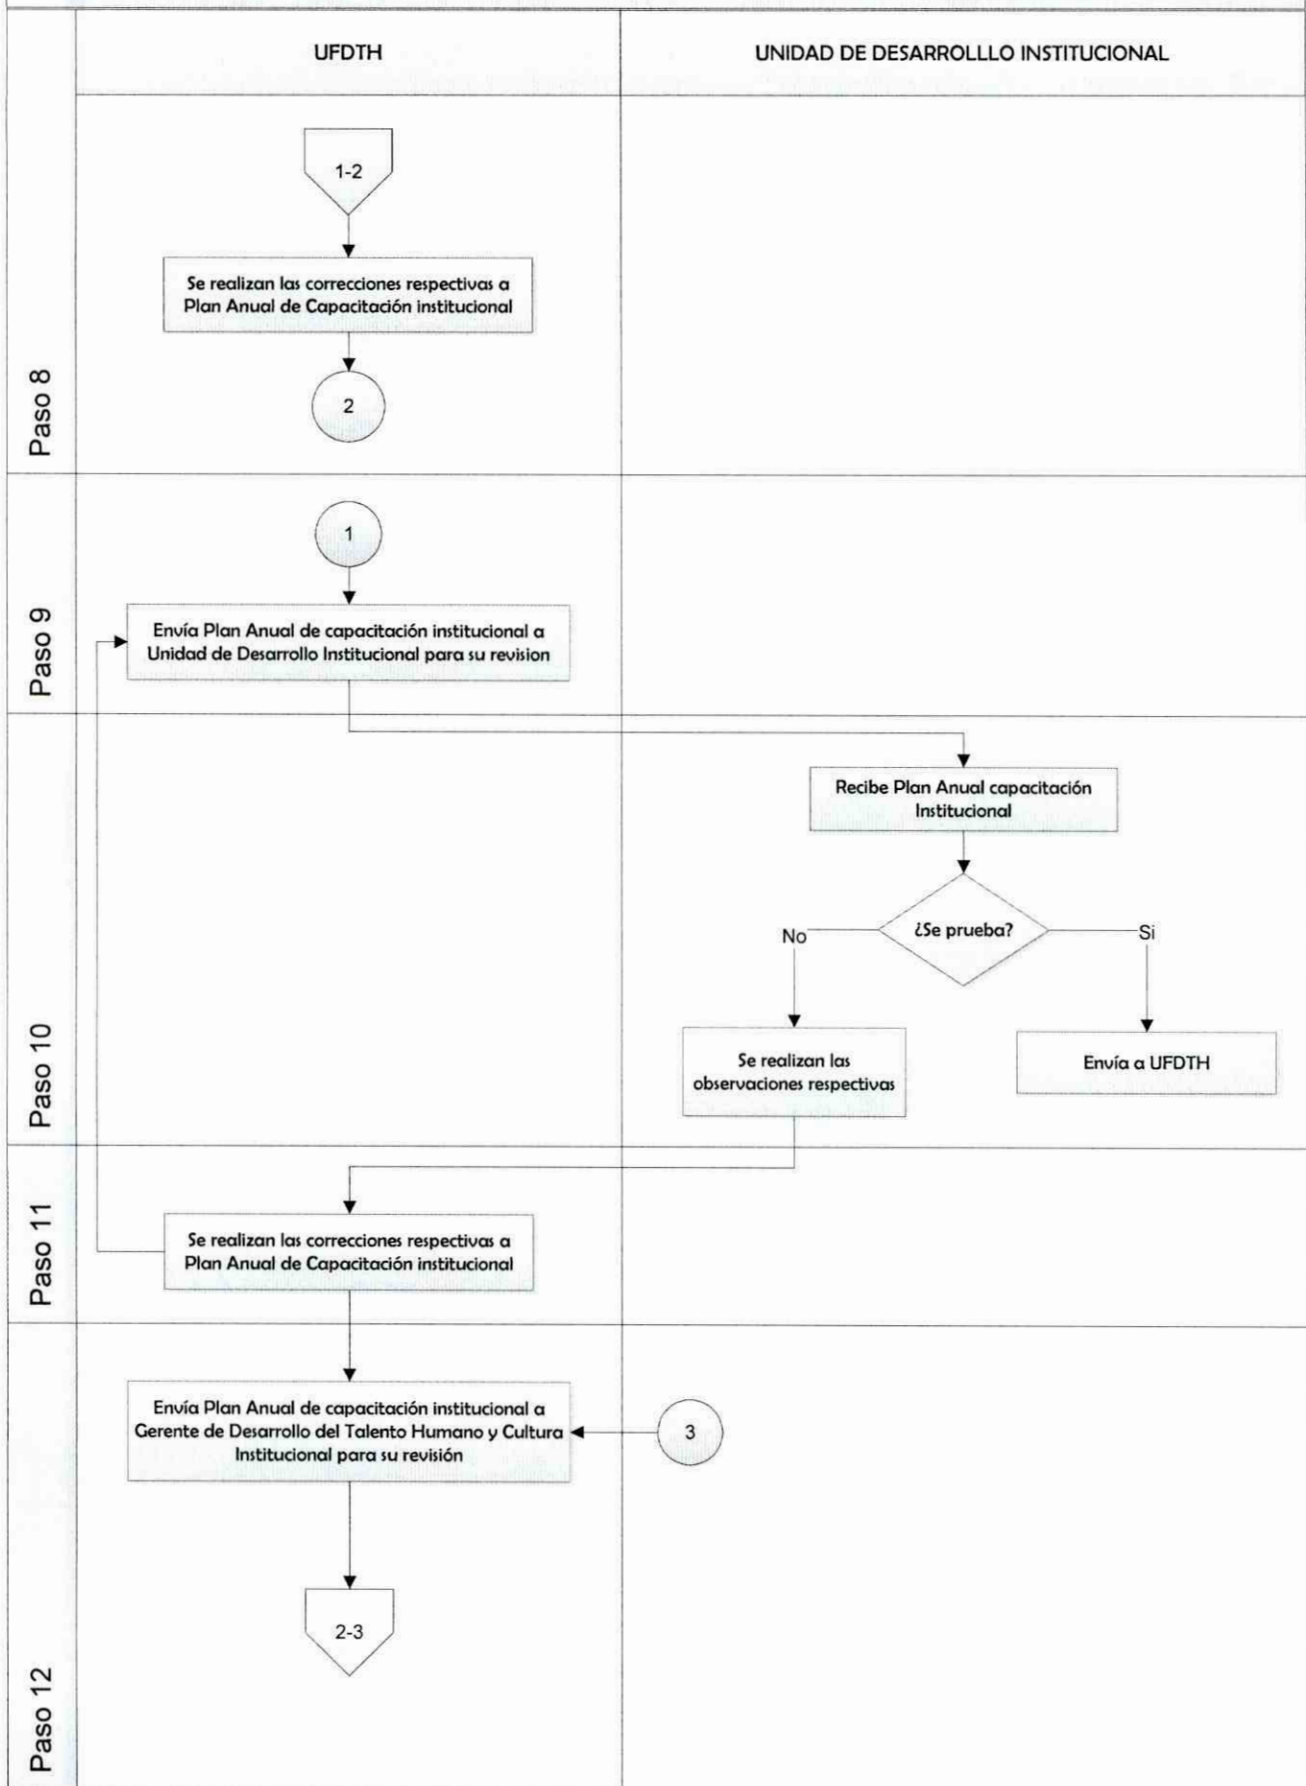 UFDTH
UNIDAD DE DESARROLLLO INSTITUCIONAL
Paso 8
1-2
Se realizan las correcciones respectivas a
Plan Anual de Capacitación institucional
2
Paso 9
1
Envía Plan Anual de capacitación institucional a
Unidad de Desarrollo Institucional para su revision
Paso 10
Recibe Plan Anual capacitación
Institucional
¿Se prueba?
No
Si
Se realizan las
observaciones respectivas
Envía a UFDTH
Paso 11
Se realizan las correcciones respectivas a
Plan Anual de Capacitación institucional
Paso 12
Envía Plan Anual de capacitación institucional a
Gerente de Desarrollo del Talento Humano y Cultura
Institucional para su revisión
3
2-3